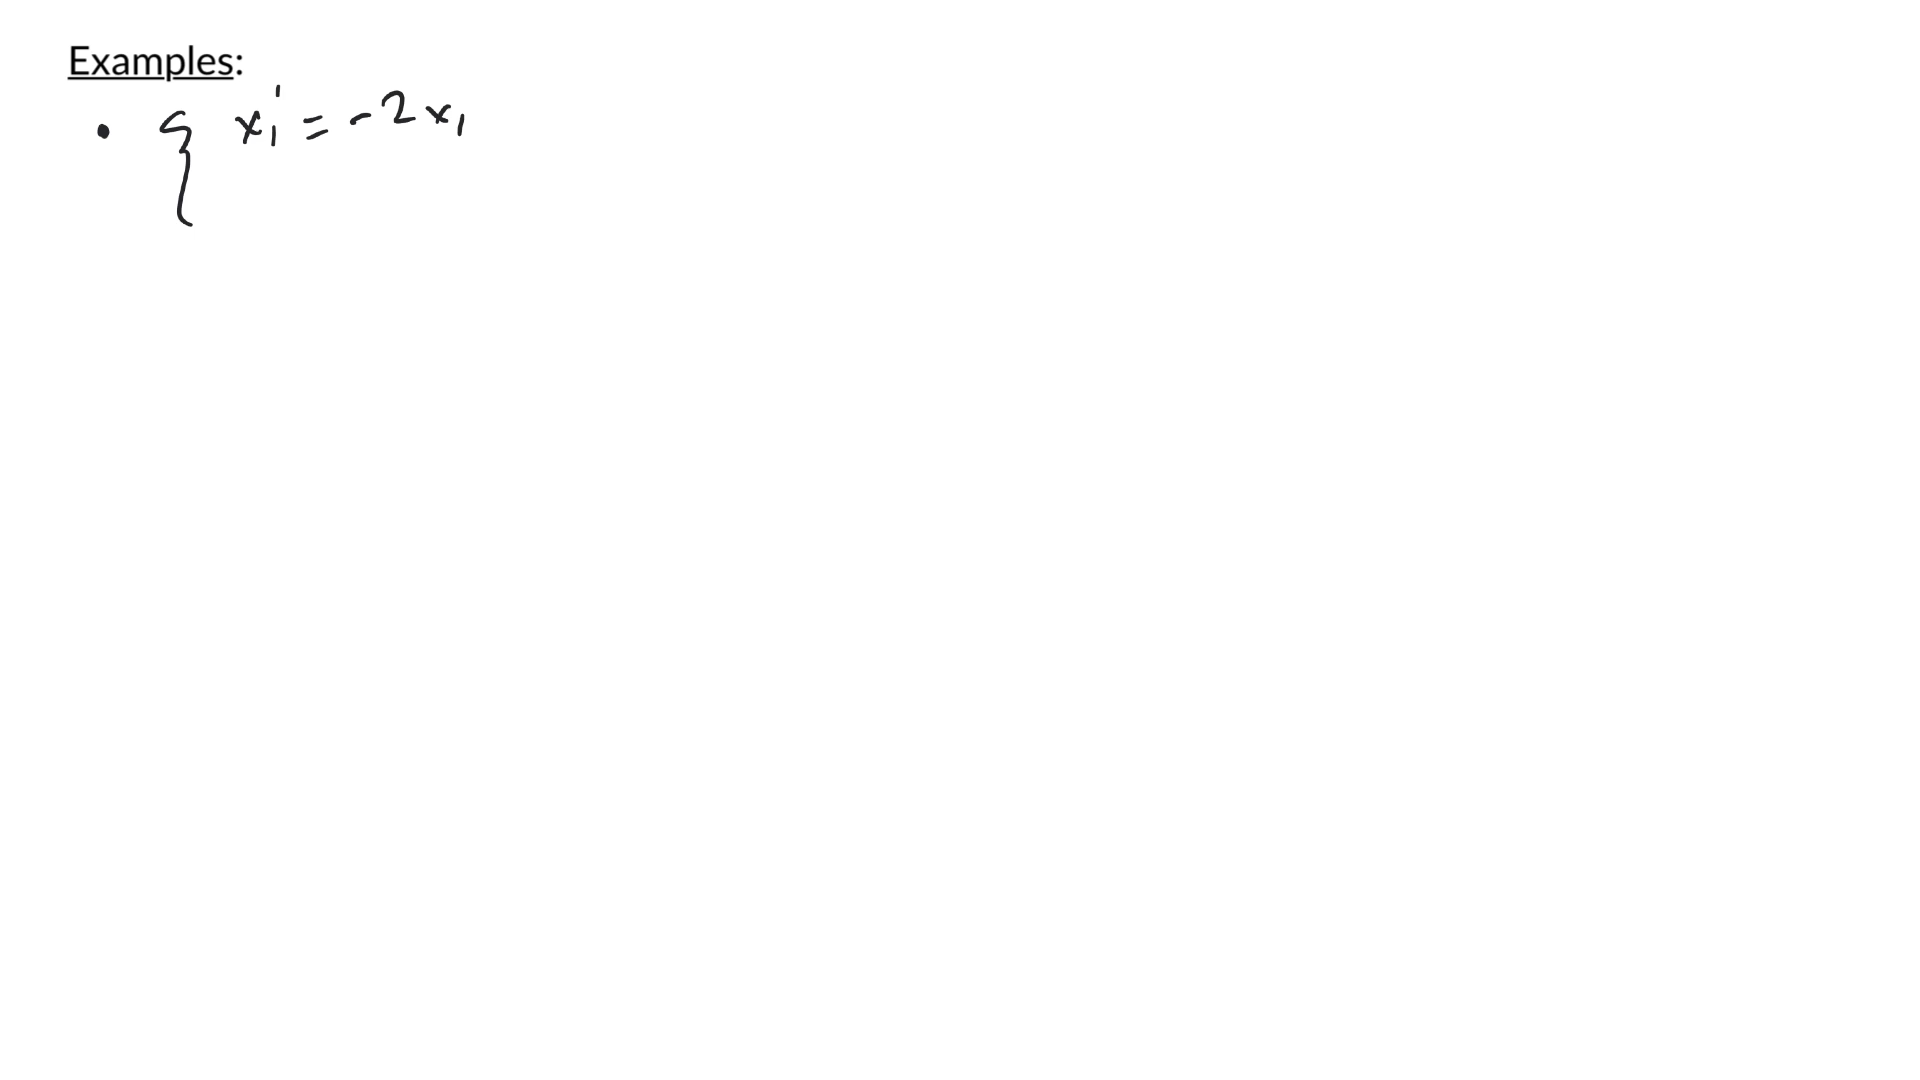 Examples:
• { x₁' = -2x₁